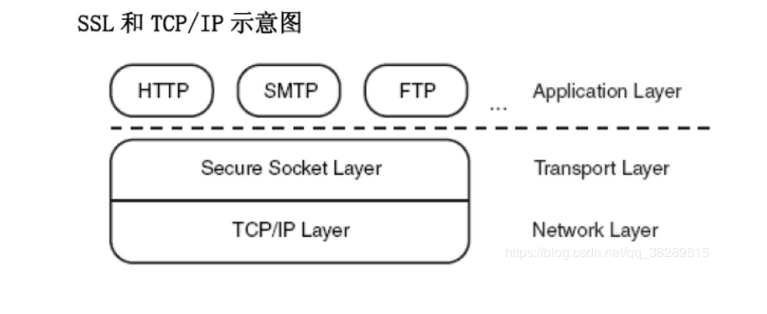 SSL 和 TCP/IP 示意图
HTTP SMTP FTP ... Application Layer
Secure Socket Layer Transport Layer
TCP/IP Layer Network Layer
https://blog.csdn.net/qq_38289815